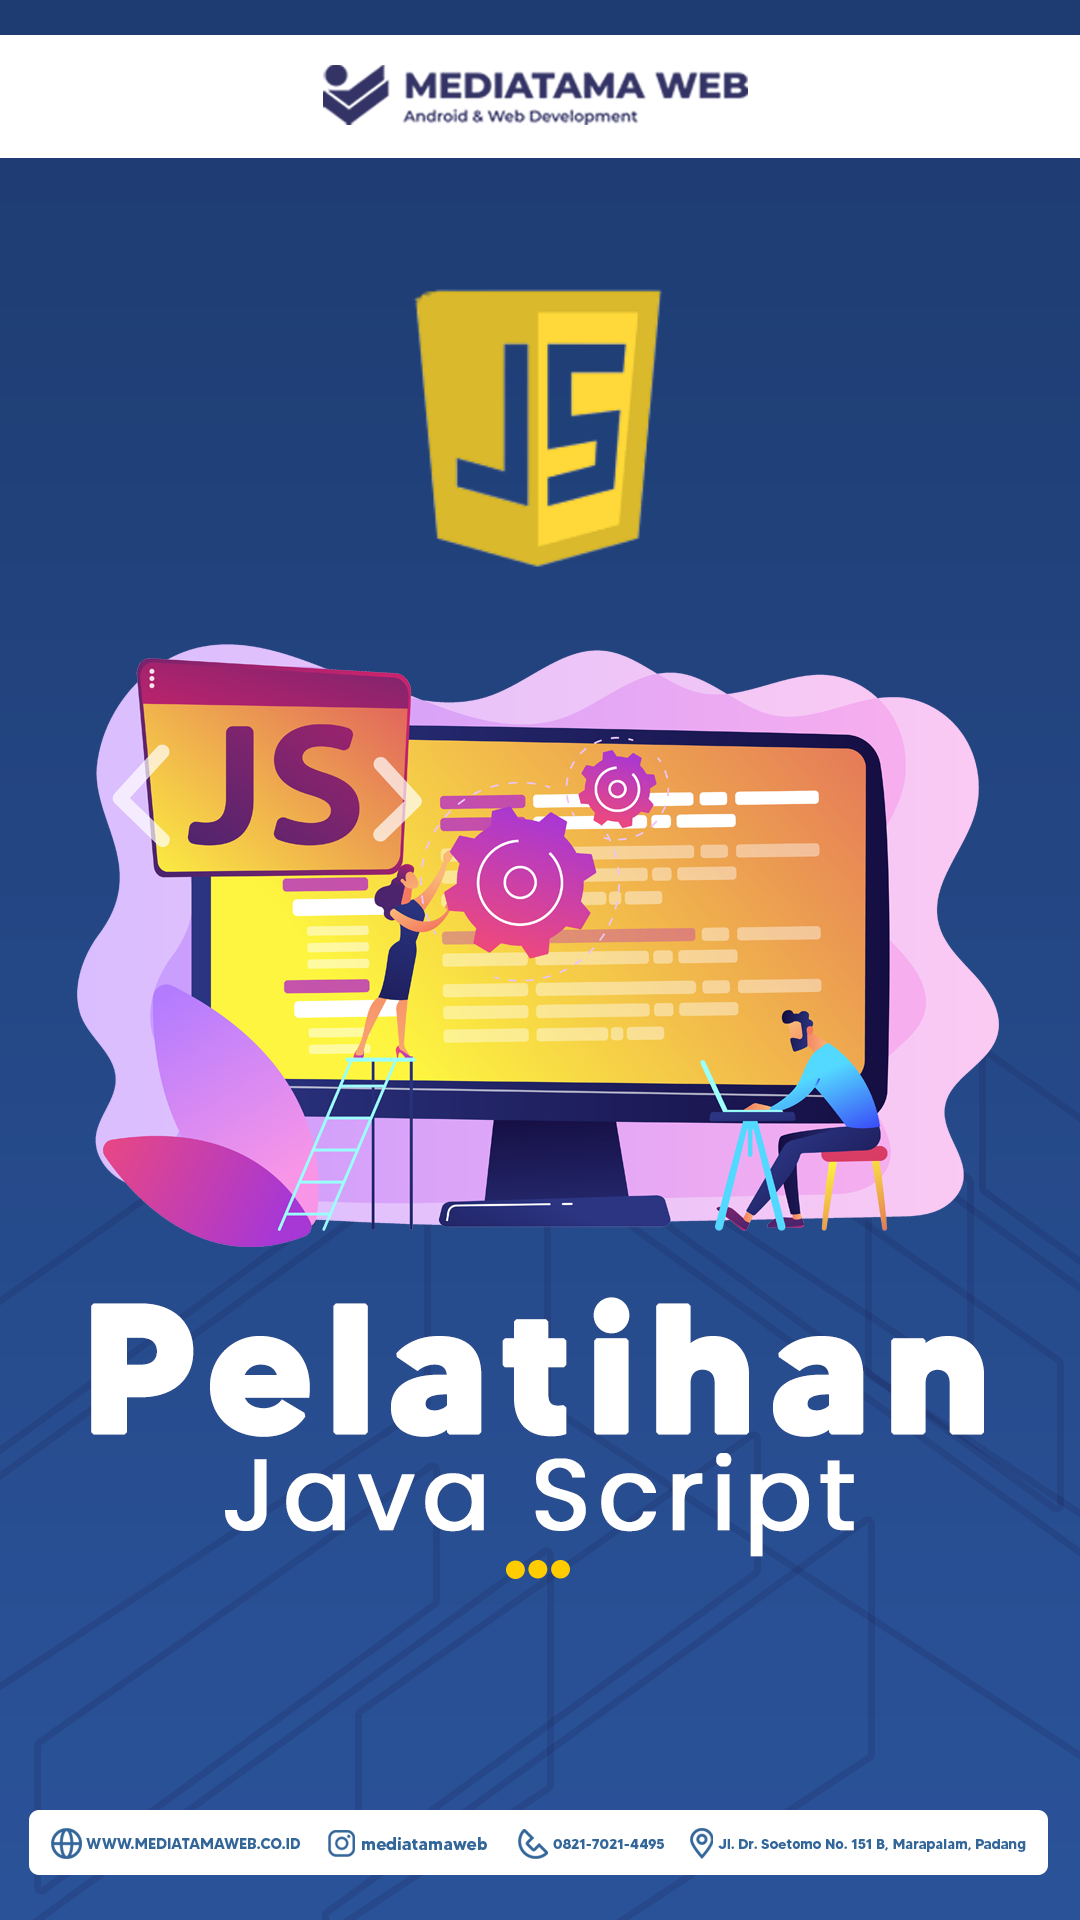 MEDIATAMA WEB
Android & Web Development
JS
JS
Pelatihan
Java Script
WWW.MEDIATAMAWEB.CO.ID
mediatamaweb
0821-7021-4495
Jl. Dr. Soetomo No. 151 B, Marapalam, Padang